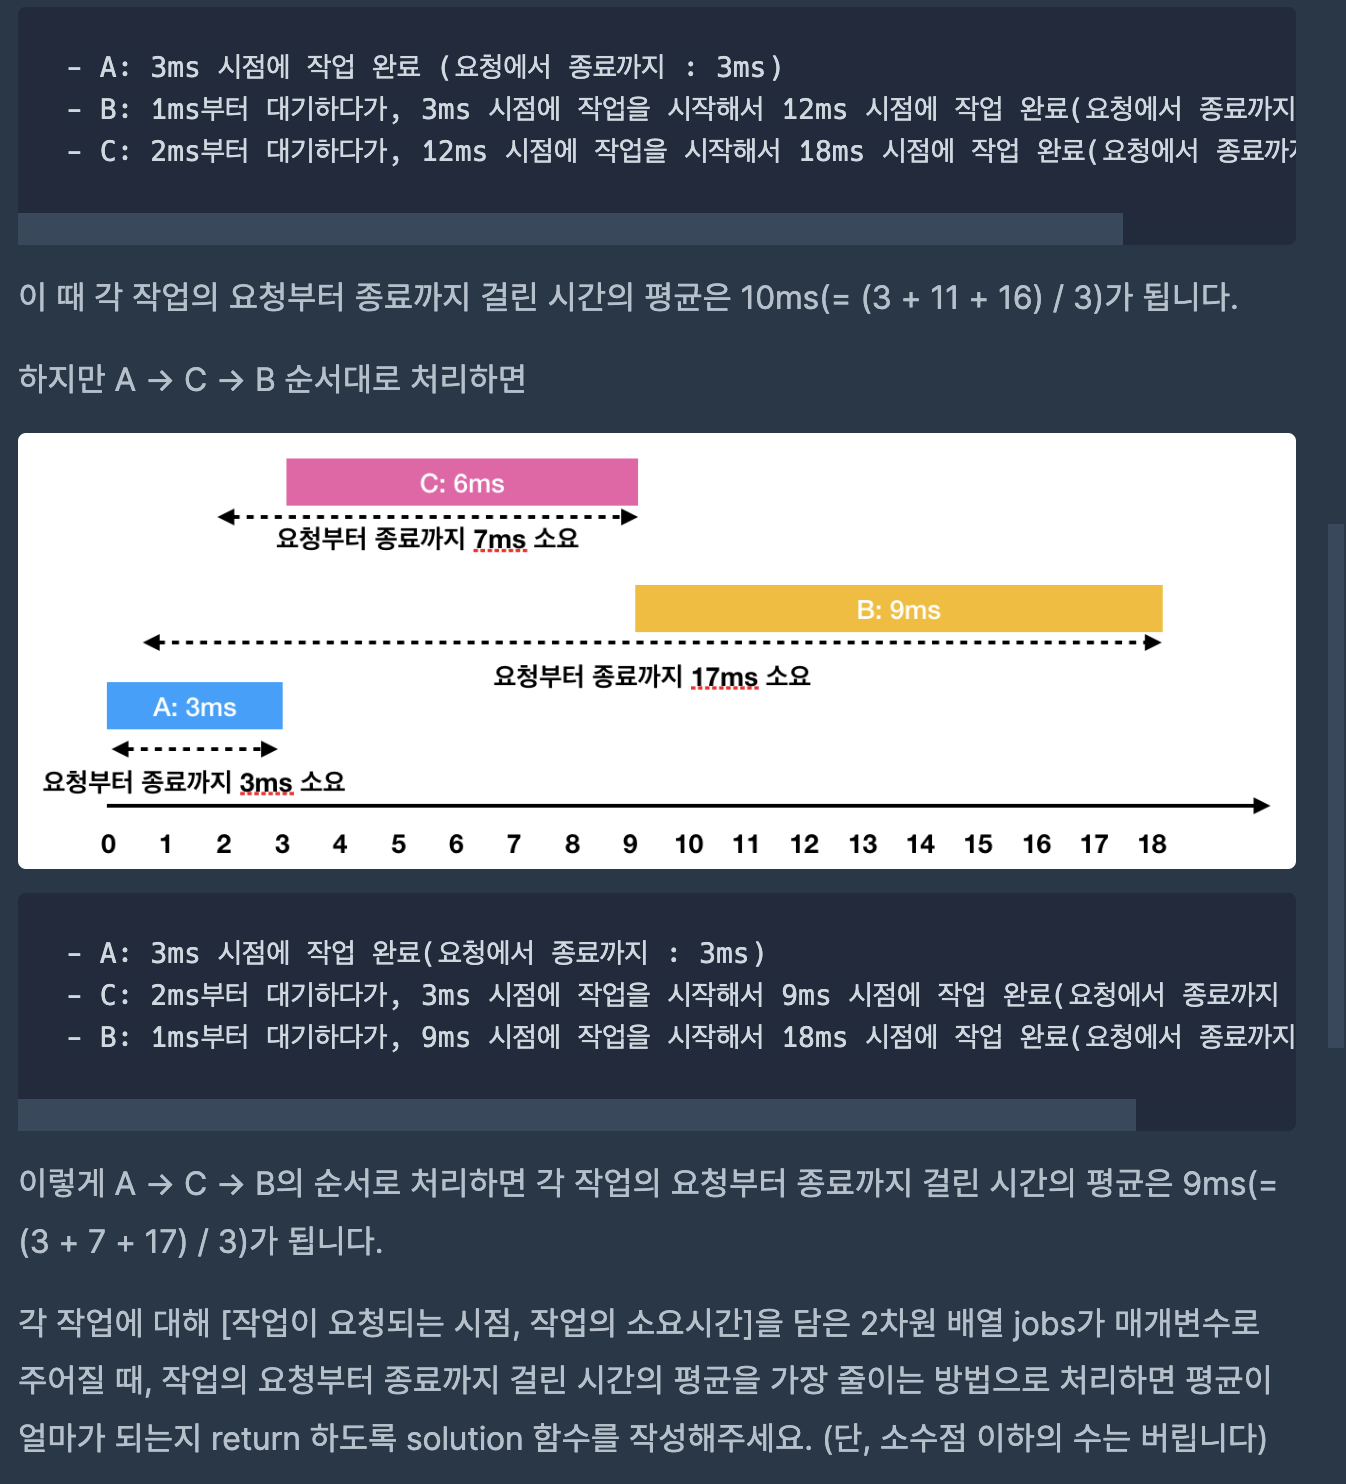 - A: 3ms 시점에 작업 완료 (요청에서 종료까지 : 3ms)
- B: 1ms부터 대기하다가, 3ms 시점에 작업을 시작해서 12ms 시점에 작업 완료(요청에서 종료까지
- C: 2ms부터 대기하다가, 12ms 시점에 작업을 시작해서 18ms 시점에 작업 완료(요청에서 종료까지
이 때 각 작업의 요청부터 종료까지 걸린 시간의 평균은 10ms(= (3 + 11 + 16) / 3)가 됩니다.
하지만 A → C → B 순서대로 처리하면
C: 6ms
요청부터 종료까지 7ms 소요
B: 9ms
요청부터 종료까지 17ms 소요
A: 3ms
요청부터 종료까지 3ms 소요
0 1 2 3 4 5 6 7 8 9 10 11 12 13 14 15 16 17 18
- A: 3ms 시점에 작업 완료(요청에서 종료까지 : 3ms)
- C: 2ms부터 대기하다가, 3ms 시점에 작업을 시작해서 9ms 시점에 작업 완료(요청에서 종료까지
- B: 1ms부터 대기하다가, 9ms 시점에 작업을 시작해서 18ms 시점에 작업 완료(요청에서 종료까지
이렇게 A → C → B의 순서로 처리하면 각 작업의 요청부터 종료까지 걸린 시간의 평균은 9ms(=
(3 + 7 + 17) / 3)가 됩니다.
각 작업에 대해 [작업이 요청되는 시점, 작업의 소요시간]을 담은 2차원 배열 jobs가 매개변수로
주어질 때, 작업의 요청부터 종료까지 걸린 시간의 평균을 가장 줄이는 방법으로 처리하면 평균이
얼마가 되는지 return 하도록 solution 함수를 작성해주세요. (단, 소수점 이하의 수는 버립니다)